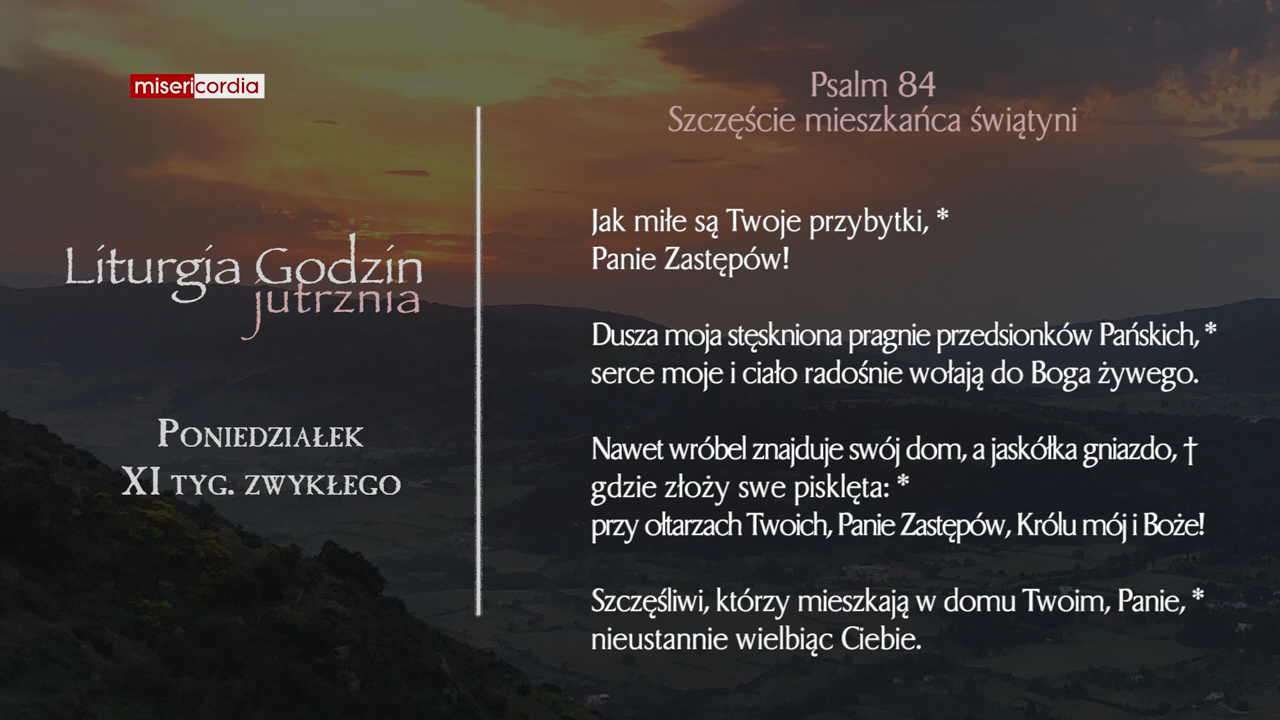 misericordia
Liturgia Godzin
jutrznia
Poniedziałek
XI tyg. zwykłego
Psalm 84
Szczęście mieszkańca świątyni
Jak miłe są Twoje przybytki, *
Panie Zastępów!
Dusza moja stęskniona pragnie przedsionków Pańskich, *
serce moje i ciało radośnie wołają do Boga żywego.
Nawet wróbel znajduje swój dom, a jaskółka gniazdo, †
gdzie złoży swe pisklęta: *
przy ołtarzach Twoich, Panie Zastępów, Królu mój i Boże!
Szczęśliwi, którzy mieszkają w domu Twoim, Panie, *
nieustannie wielbiąc Ciebie.